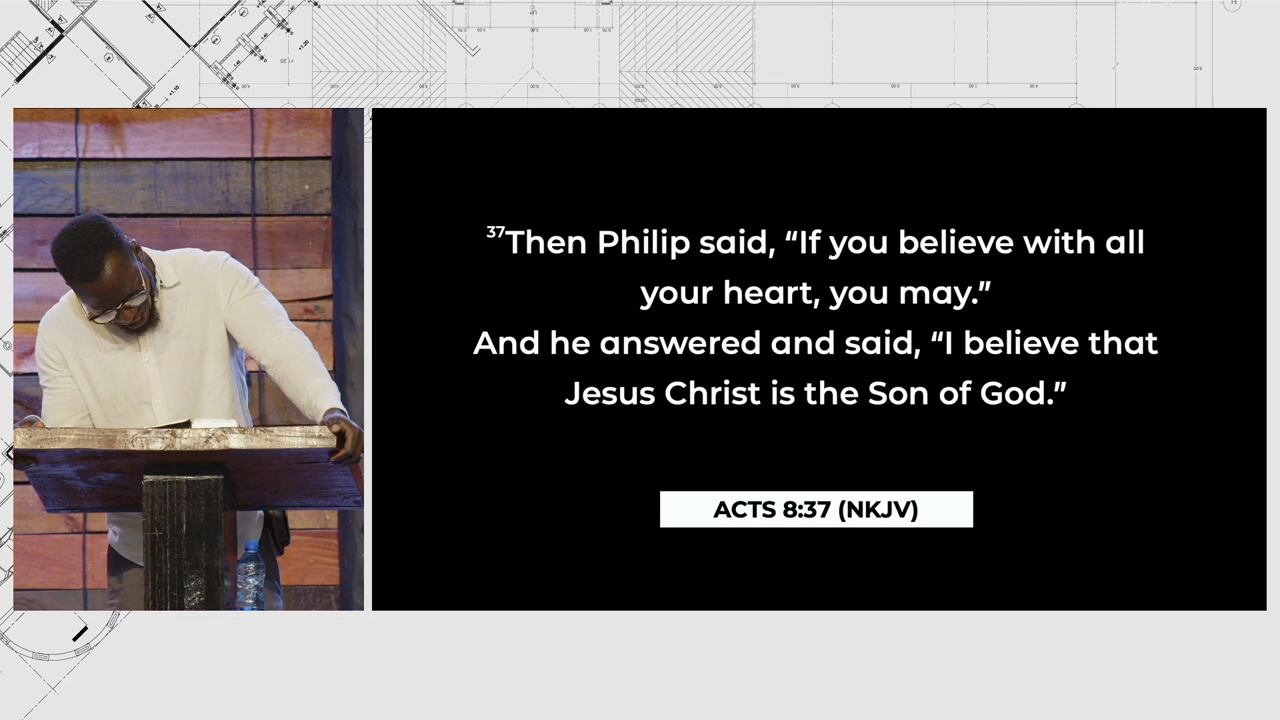 37Then Philip said, “If you believe with all
your heart, you may.”
And he answered and said, “I believe that
Jesus Christ is the Son of God.”
ACTS 8:37 (NKJV)